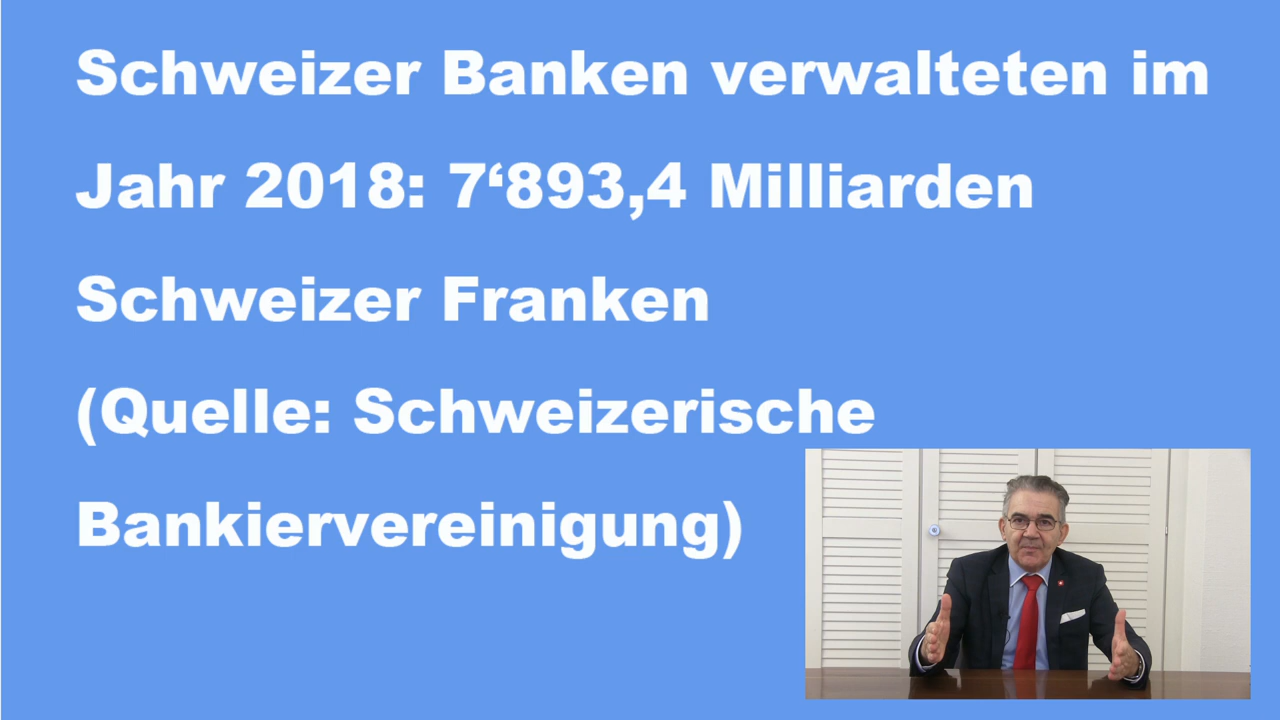 Schweizer Banken verwalteten im
Jahr 2018: 7‘893,4 Milliarden
Schweizer Franken
(Quelle: Schweizerische
Bankiervereinigung)